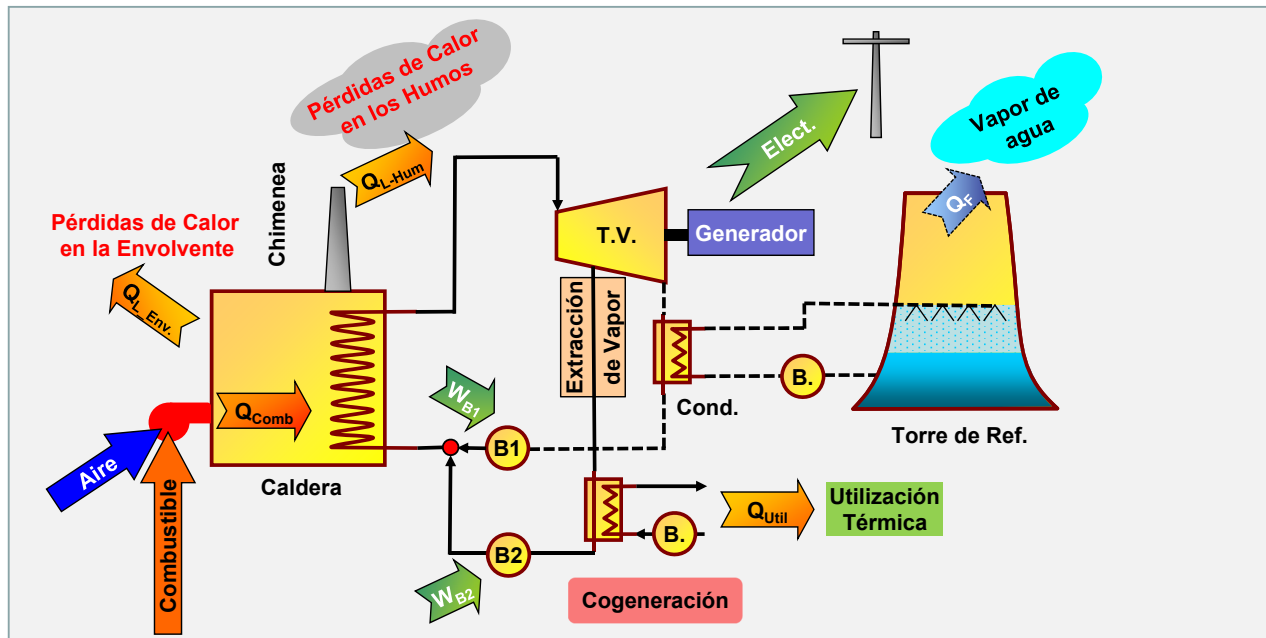 Pérdidas de Calor
en los Humos
Q_L-Hum
Elect.
Vapor de
agua
Q_F
Pérdidas de Calor
en la Envolvente
Chimenea
Q_L_Env.
T.V.
Generador
Extracción
de Vapor
Q_Comb
W_B1
B1
Cond.
B.
Torre de Ref.
Aire
Combustible
Caldera
B2
W_B2
B.
Q_Util
Utilización
Térmica
Cogeneración